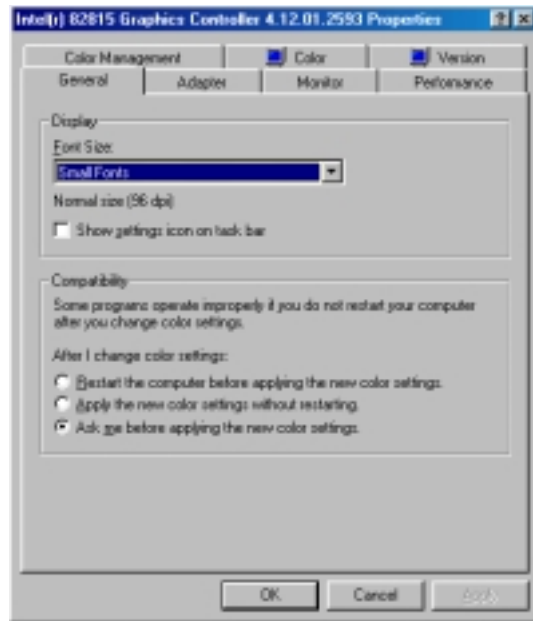 Intel(r) 82815 Graphics Controller 4.12.01.2593 Properties
Color Management
Color
Version
General
Adapter
Monitor
Performance
Display
Font Size:
Small Fonts
Normal size (96 dpi)
Show settings icon on task bar
Compatibility
Some programs operate improperly if you do not restart your computer
after you change color settings.
After I change color settings:
Restart the computer before applying the new color settings.
Apply the new color settings without restarting.
Ask me before applying the new color settings.
OK
Cancel
Apply